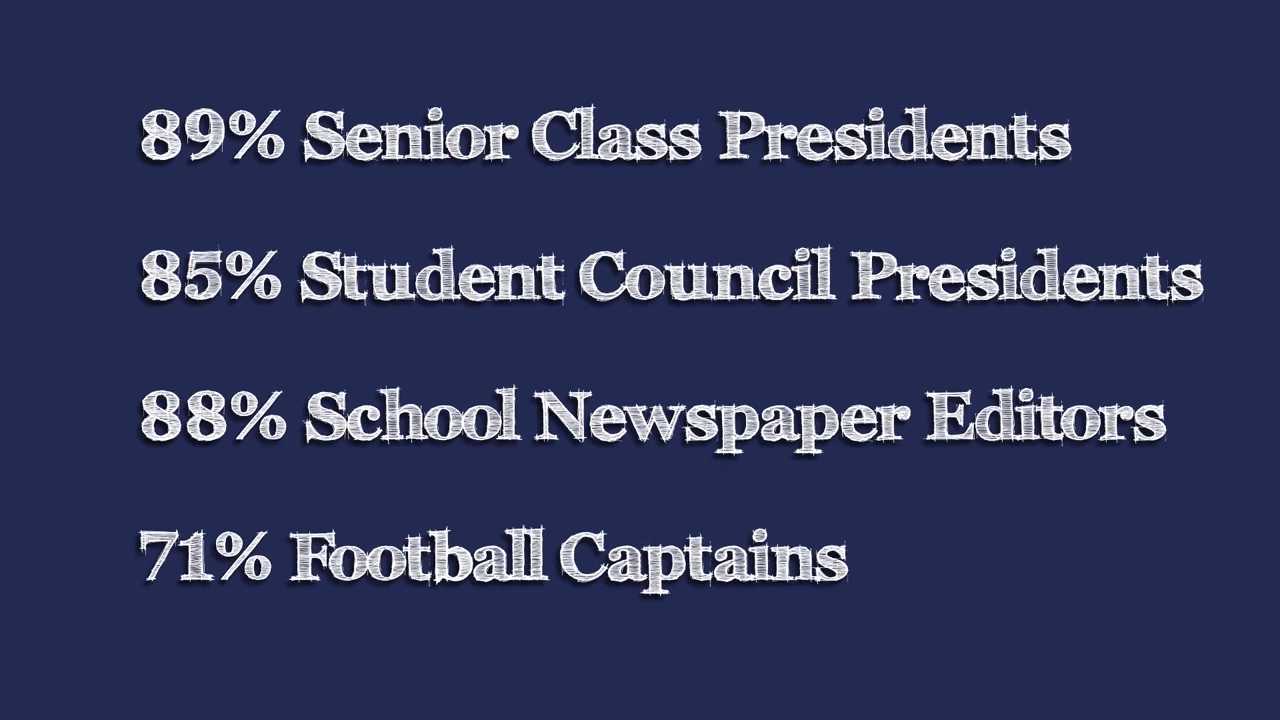 89% Senior Class Presidents
85% Student Council Presidents
88% School Newspaper Editors
71% Football Captains